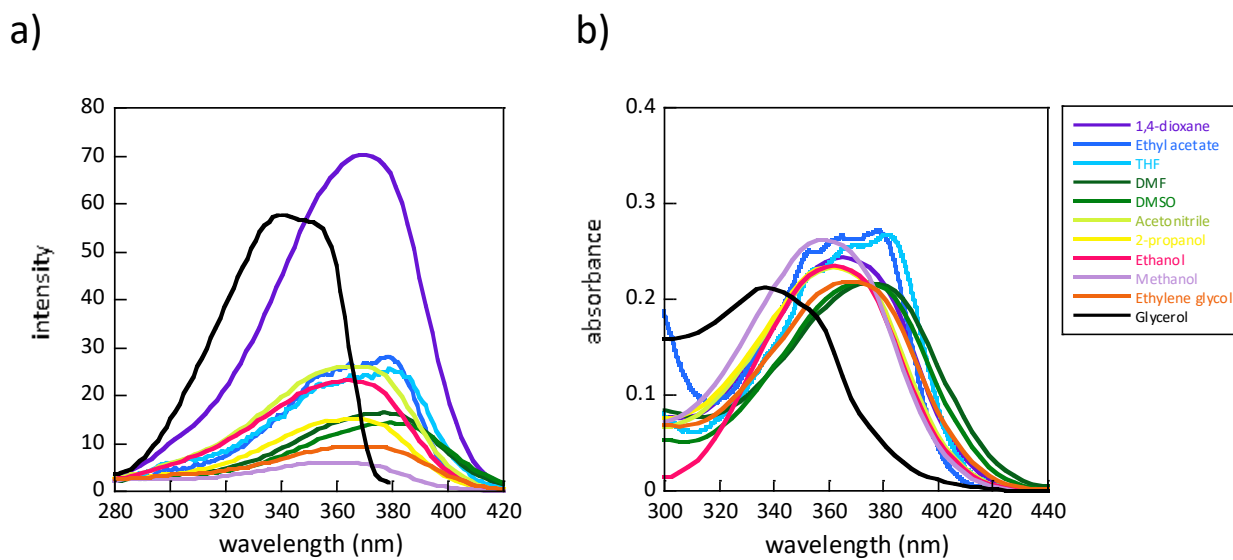 a)
80
70
60
50
40
30
20
10
0
intensity
280 300 320 340 360 380 400 420
wavelength (nm)
b)
0.4
0.3
0.2
0.1
0
absorbance
300 320 340 360 380 400 420 440
wavelength (nm)
1,4-dioxane
Ethyl acetate
THF
DMF
DMSO
Acetonitrile
2-propanol
Ethanol
Methanol
Ethylene glycol
Glycerol